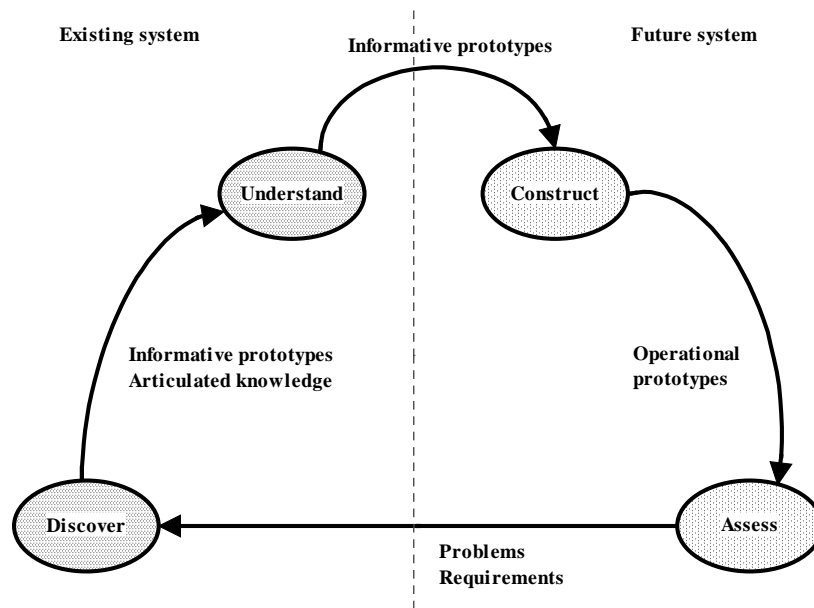 Existing system
Informative prototypes
Future system
Understand
Construct
Informative prototypes
Articulated knowledge
Operational
prototypes
Discover
Assess
Problems
Requirements